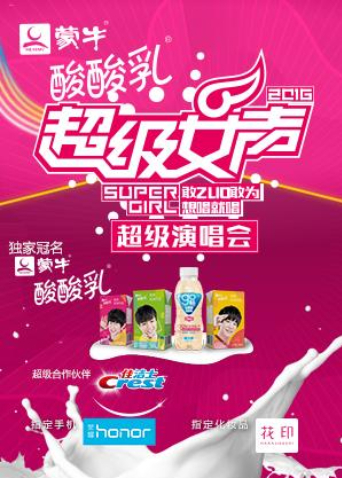 蒙牛
酸酸乳
2016
超级女声
SUPER GIRL
敢ZUO敢为
想唱就唱
超级演唱会
独家冠名
蒙牛
酸酸乳
超级合作伙伴
佳洁士
Crest
指定手机
荣耀
honor
指定化妆品
花印